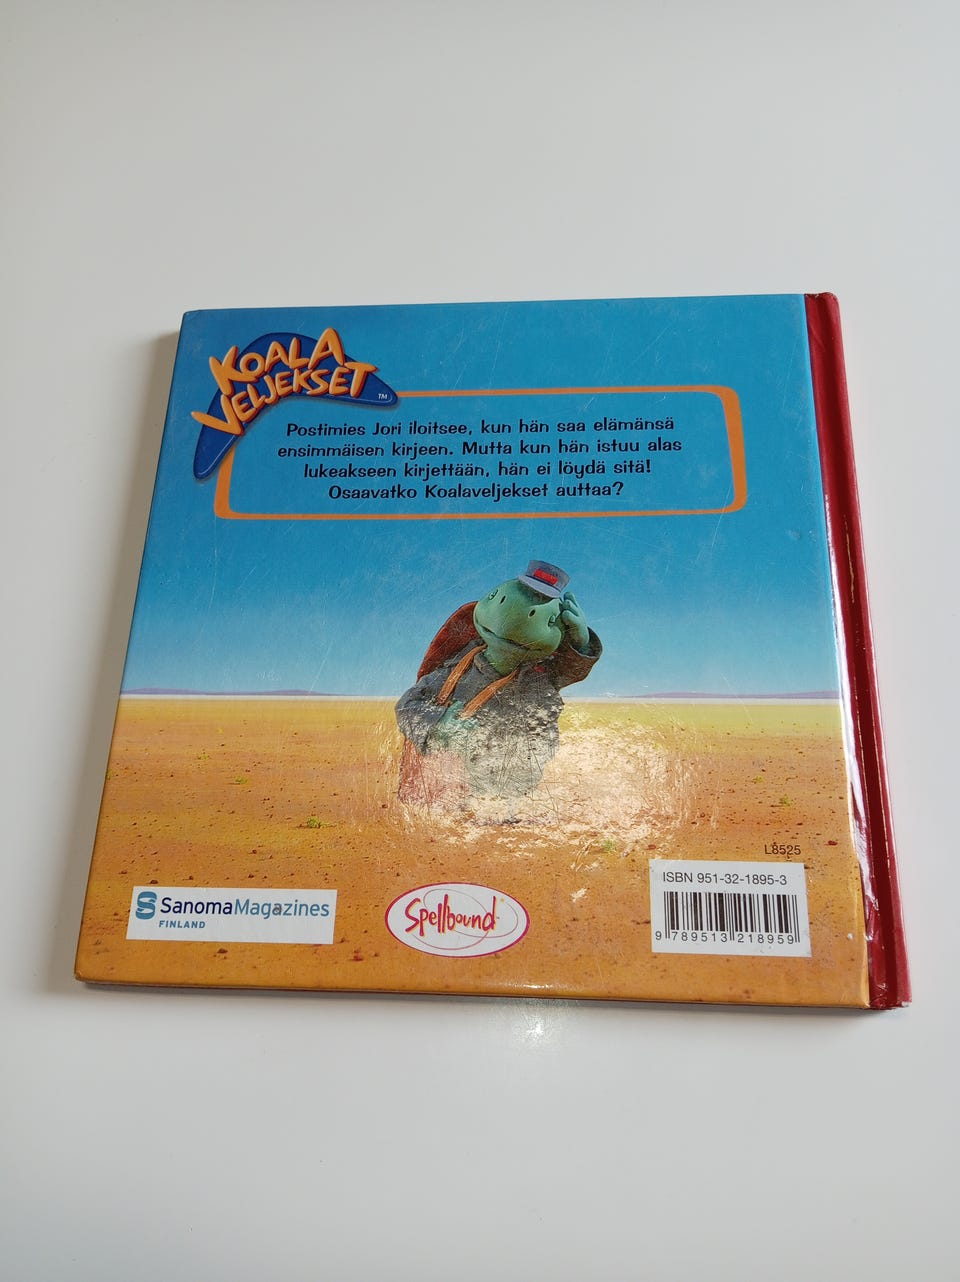 KOALA
VELJEKSET
TM
Postimies Jori iloitsee, kun hän saa elämänsä
ensimmäisen kirjeen. Mutta kun hän istuu alas
lukeakseen kirjettään, hän ei löydä sitä!
Osaavatko Koalaveljekset auttaa?
L8525
ISBN 951-32-1895-3
9 789513 218959
SanomaMagazines
FINLAND
Spellbound